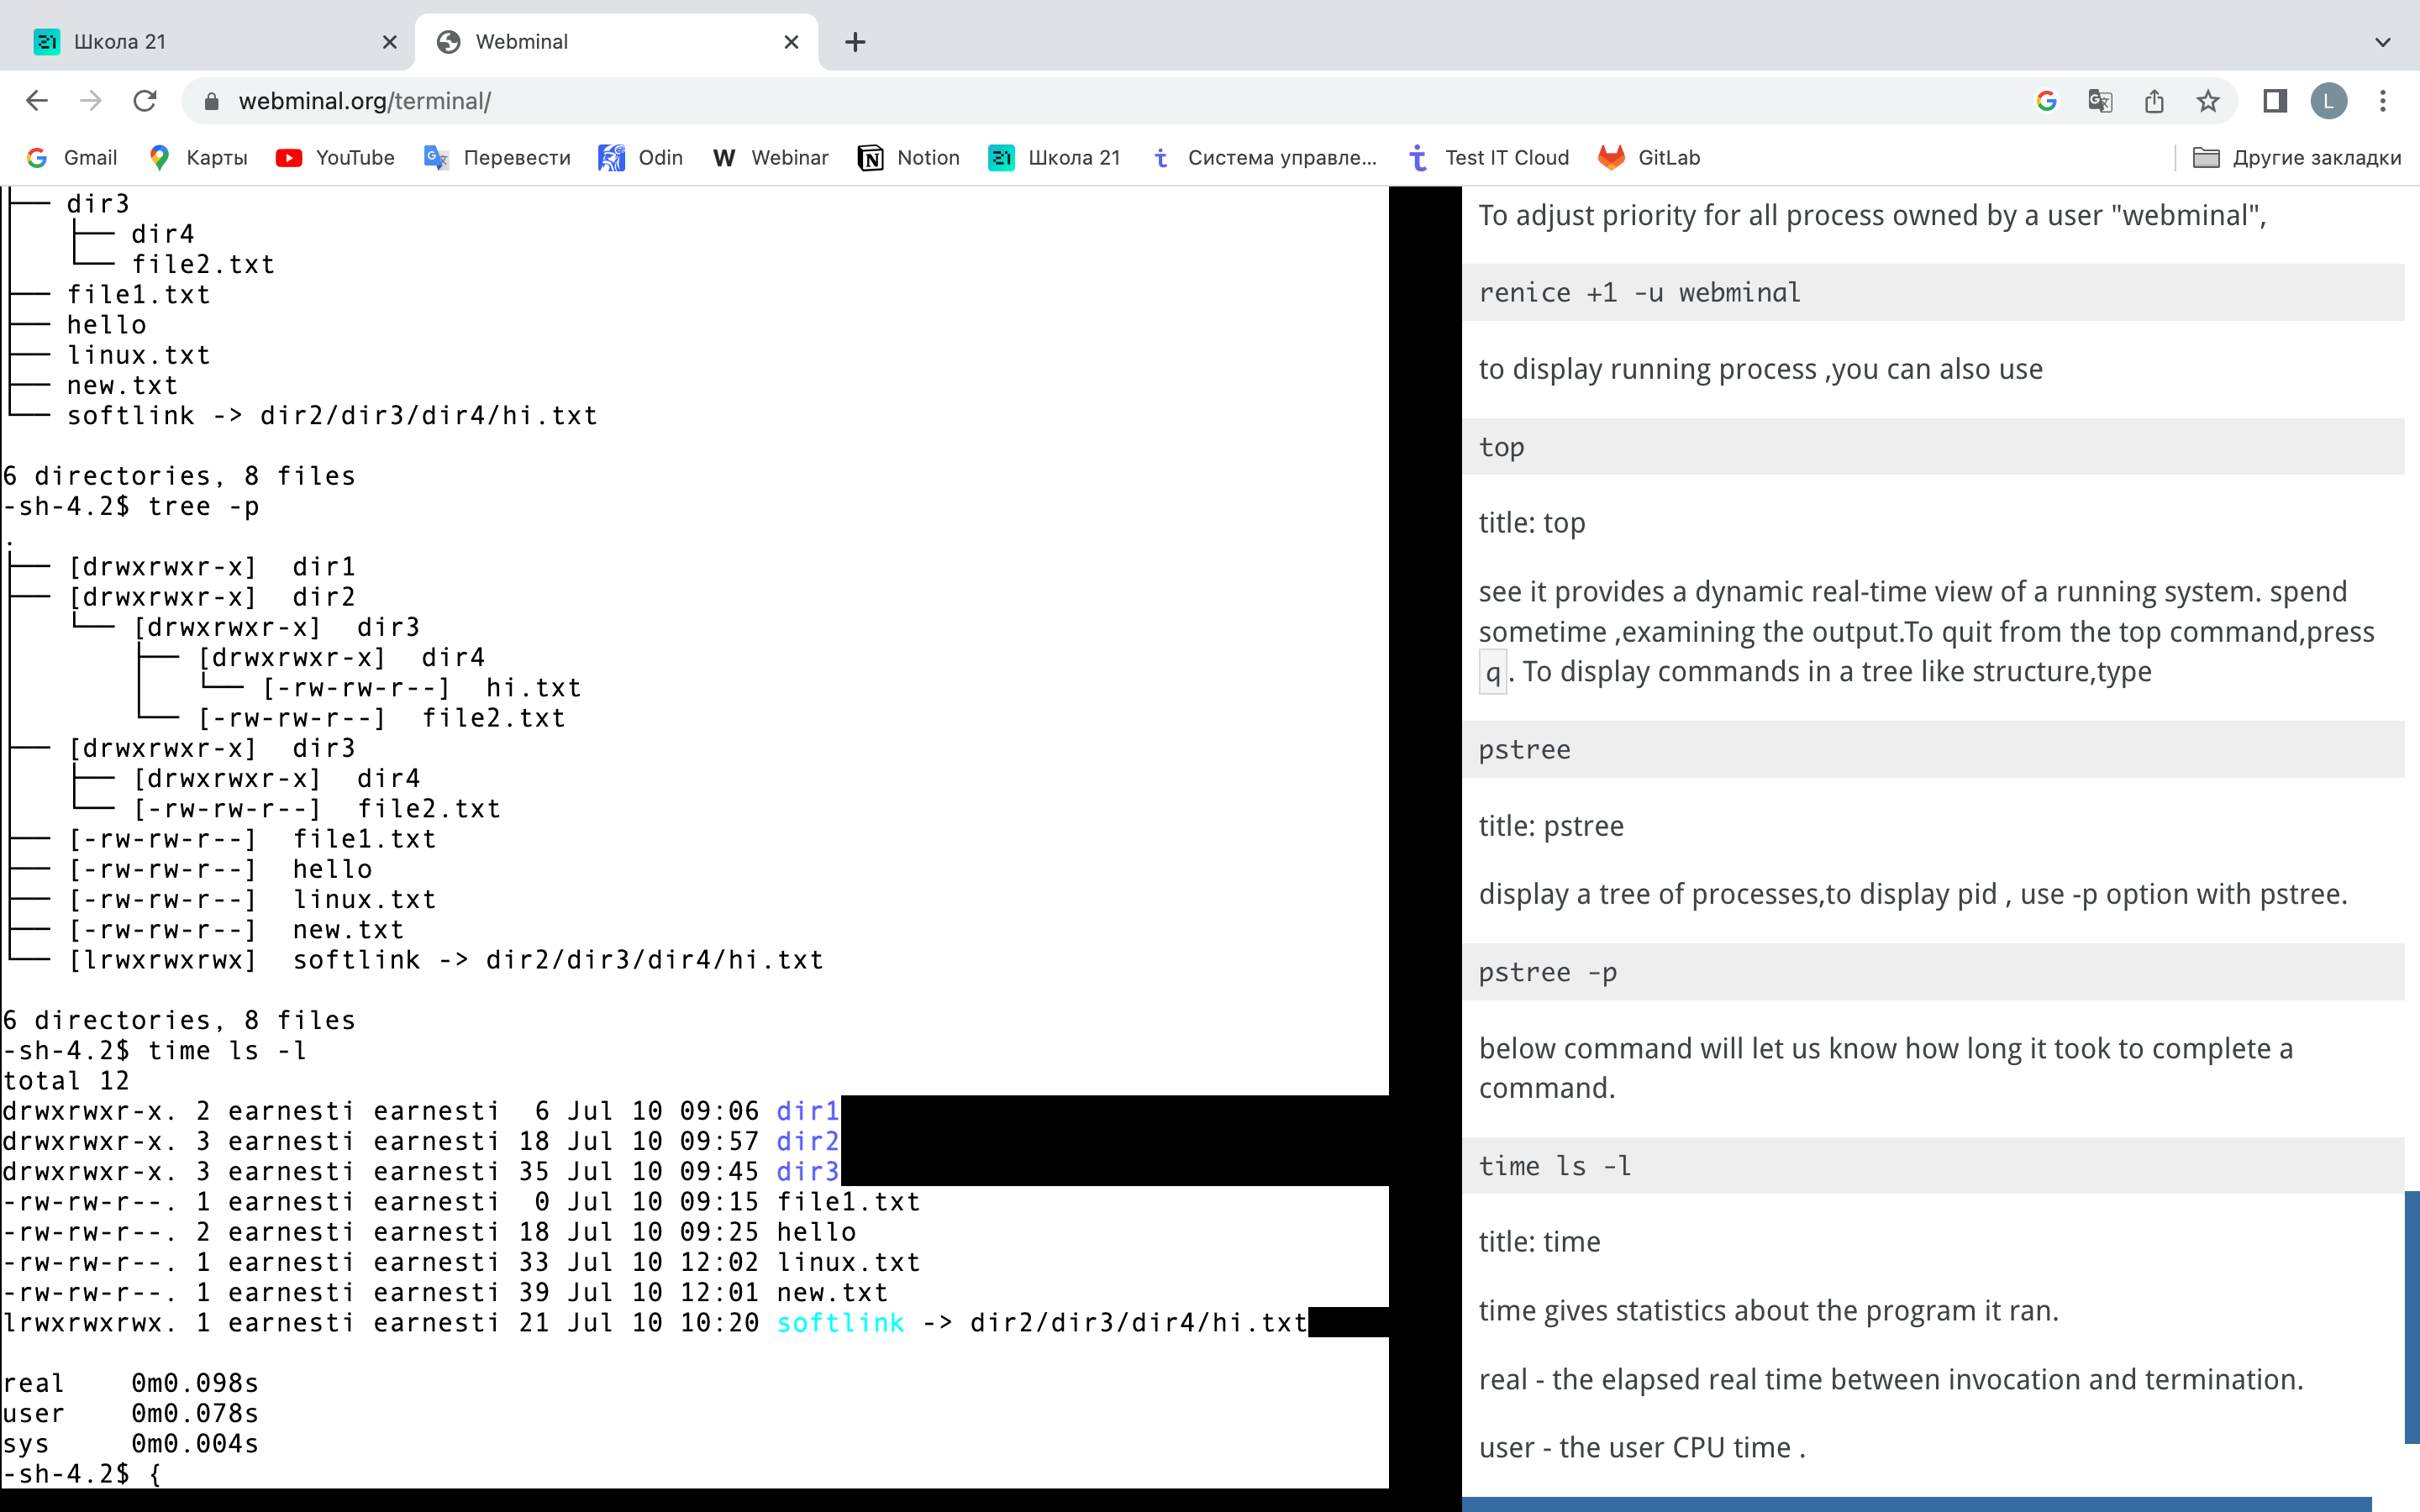 Школа 21
Webminal
webminal.org/terminal/
L
Gmail
Карты
YouTube
Перевести
Odin
W Webinar
Notion
Школа 21
Система управле...
Test IT Cloud
GitLab
Другие закладки
├── dir3
│   ├── dir4
│   └── file2.txt
├── file1.txt
├── hello
├── linux.txt
├── new.txt
└── softlink -> dir2/dir3/dir4/hi.txt
6 directories, 8 files
-sh-4.2$ tree -p
.
├── [drwxrwxr-x]  dir1
├── [drwxrwxr-x]  dir2
│   └── [drwxrwxr-x]  dir3
│       ├── [drwxrwxr-x]  dir4
│       │   └── [-rw-rw-r--]  hi.txt
│       └── [-rw-rw-r--]  file2.txt
├── [drwxrwxr-x]  dir3
│   ├── [drwxrwxr-x]  dir4
│   └── [-rw-rw-r--]  file2.txt
├── [-rw-rw-r--]  file1.txt
├── [-rw-rw-r--]  hello
├── [-rw-rw-r--]  linux.txt
├── [-rw-rw-r--]  new.txt
└── [lrwxrwxrwx]  softlink -> dir2/dir3/dir4/hi.txt
6 directories, 8 files
-sh-4.2$ time ls -l
total 12
drwxrwxr-x. 2 earnesti earnesti  6 Jul 10 09:06 dir1
drwxrwxr-x. 3 earnesti earnesti 18 Jul 10 09:57 dir2
drwxrwxr-x. 3 earnesti earnesti 35 Jul 10 09:45 dir3
-rw-rw-r--. 1 earnesti earnesti  0 Jul 10 09:15 file1.txt
-rw-rw-r--. 2 earnesti earnesti 18 Jul 10 09:25 hello
-rw-rw-r--. 1 earnesti earnesti 33 Jul 10 12:02 linux.txt
-rw-rw-r--. 1 earnesti earnesti 39 Jul 10 12:01 new.txt
lrwxrwxrwx. 1 earnesti earnesti 21 Jul 10 10:20 softlink -> dir2/dir3/dir4/hi.txt
real    0m0.098s
user    0m0.078s
sys     0m0.004s
-sh-4.2$ {
To adjust priority for all process owned by a user "webminal",
renice +1 -u webminal
to display running process ,you can also use
top
title: top
see it provides a dynamic real-time view of a running system. spend
sometime ,examining the output.To quit from the top command,press
q. To display commands in a tree like structure,type
pstree
title: pstree
display a tree of processes,to display pid , use -p option with pstree.
pstree -p
below command will let us know how long it took to complete a
command.
time ls -l
title: time
time gives statistics about the program it ran.
real - the elapsed real time between invocation and termination.
user - the user CPU time .